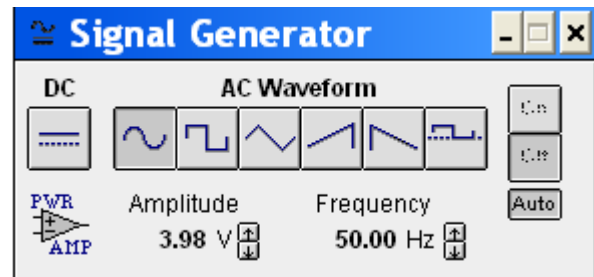 Signal Generator
DC
AC Waveform
Auto
PWR
AMP
Amplitude
3.98 V
Frequency
50.00 Hz